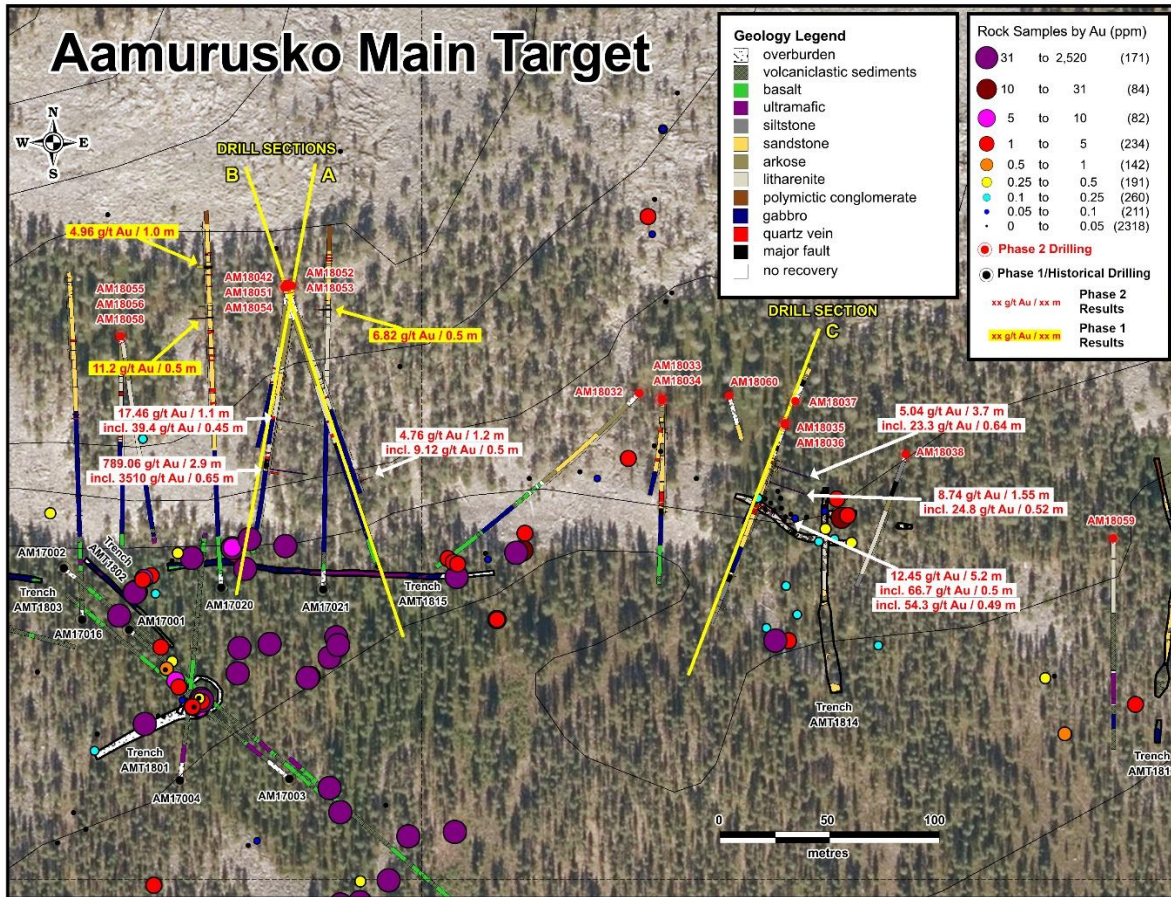 Aamurusko Main Target
N
W E
S
DRILL SECTIONS
B A
Geology Legend
overburden
volcaniclastic sediments
basalt
ultramafic
siltstone
sandstone
arkose
litharenite
polymictic conglomerate
gabbro
quartz vein
major fault
no recovery
Rock Samples by Au (ppm)
31 to 2,520 (171)
10 to 31 (84)
5 to 10 (82)
1 to 5 (234)
0.5 to 1 (142)
0.25 to 0.5 (191)
0.1 to 0.25 (260)
0.05 to 0.1 (211)
0 to 0.05 (2318)
Phase 2 Drilling
Phase 1/Historical Drilling
xx g/t Au / xx m Phase 2
Results
xx g/t Au / xx m Phase 1
Results
4.96 g/t Au / 1.0 m
AM18055
AM18056
AM18058
AM18042
AM18051
AM18054
AM18052
AM18053
11.2 g/t Au / 0.5 m
6.82 g/t Au / 0.5 m
DRILL SECTION
C
AM18032
AM18033
AM18034
AM18060
AM18037
AM18035
AM18036
AM18038
AM18059
17.46 g/t Au / 1.1 m
incl. 39.4 g/t Au / 0.45 m
789.06 g/t Au / 2.9 m
incl. 3510 g/t Au / 0.65 m
4.76 g/t Au / 1.2 m
incl. 9.12 g/t Au / 0.5 m
5.04 g/t Au / 3.7 m
incl. 23.3 g/t Au / 0.64 m
8.74 g/t Au / 1.55 m
incl. 24.8 g/t Au / 0.52 m
12.45 g/t Au / 5.2 m
incl. 66.7 g/t Au / 0.5 m
incl. 54.3 g/t Au / 0.49 m
AM17002
Trench
AMT1802
Trench
AMT1803
AM17016
AM17001
AM17020
AM17021
Trench
AMT1815
Trench
AMT1801
AM17004
AM17003
Trench
AMT1814
Trench
0 50 100
metres